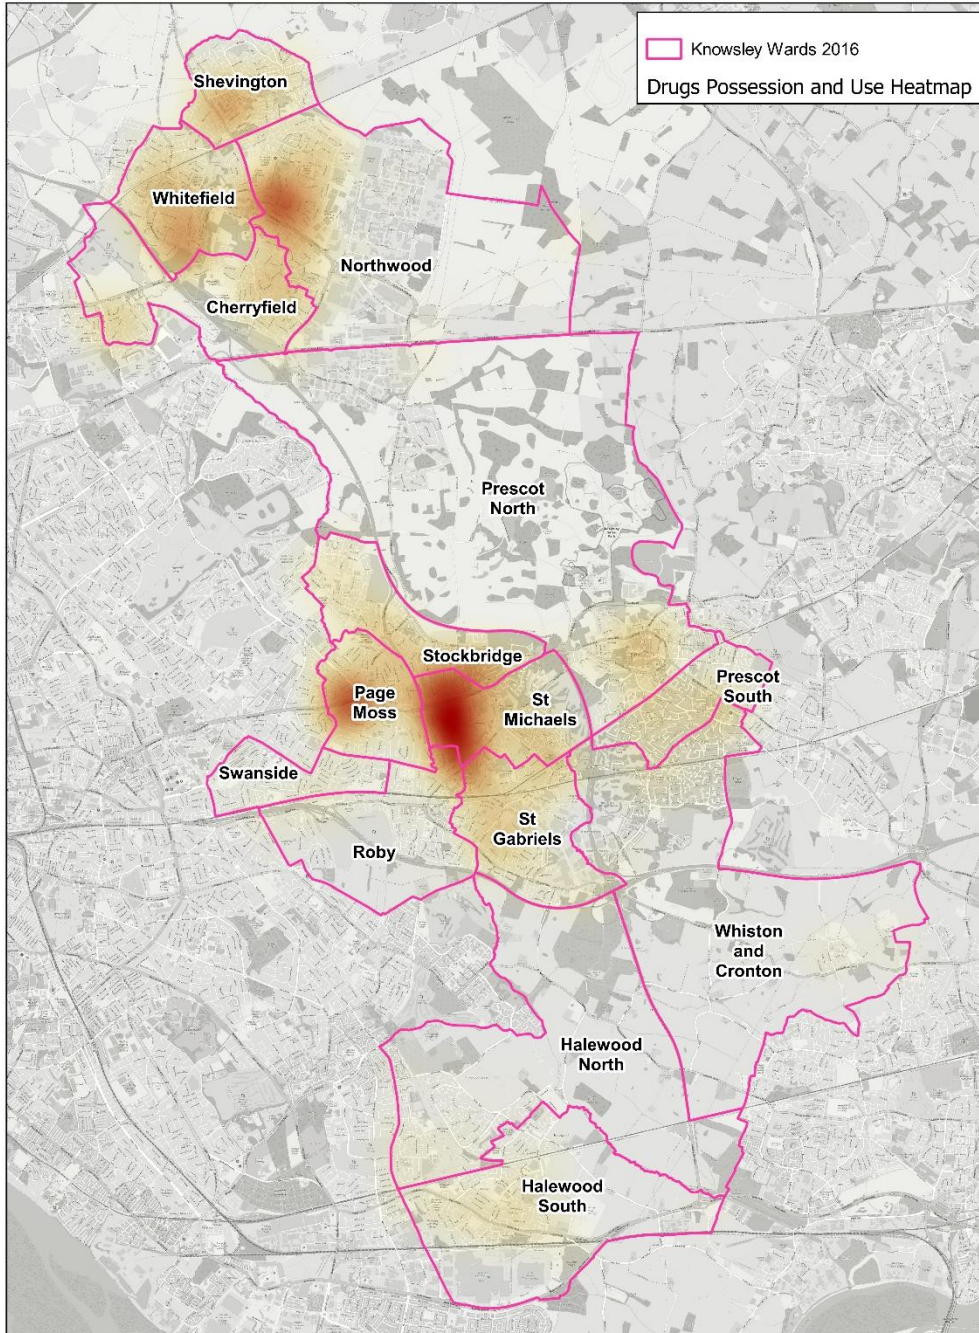 Knowsley Wards 2016
Drugs Possession and Use Heatmap
Shevington
Whitefield
Northwood
Cherryfield
Prescot
North
Stockbridge
Prescot
South
Page
Moss
St
Michaels
Swanside
St
Gabriels
Roby
Whiston
and
Cronton
Halewood
North
Halewood
South